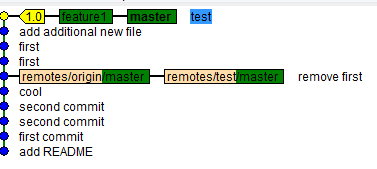 1.0 feature1 master test
add additional new file
first
first
remotes/origin/master remotes/test/master remove first
cool
second commit
second commit
first commit
add README